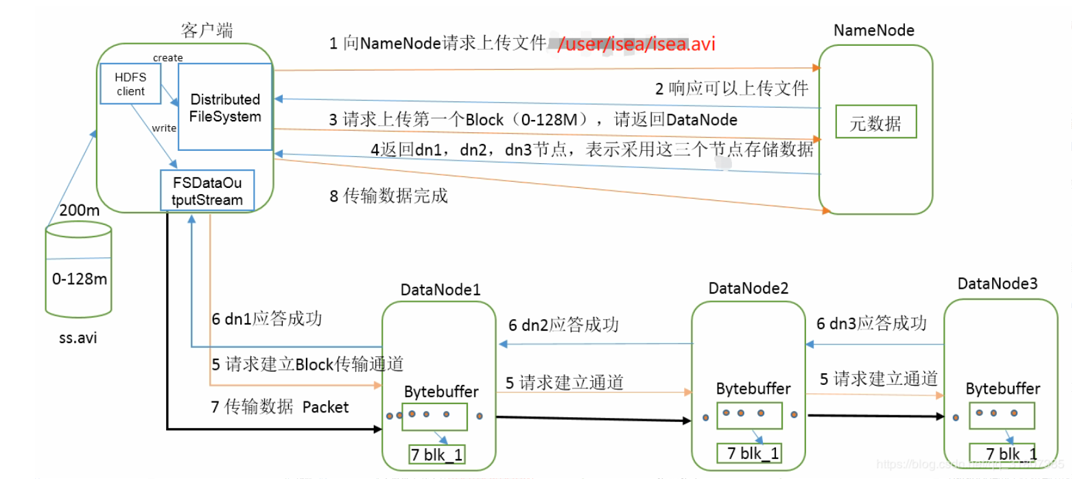 客户端
NameNode
1 向NameNode请求上传文件 /user/isea/isea.avi
create
HDFS
client
Distributed
FileSystem
2 响应可以上传文件
write
3 请求上传第一个Block（0-128M），请返回DataNode
元数据
4返回dn1，dn2，dn3节点，表示采用这三个节点存储数据
FSDataOu
tputStream
8 传输数据完成
200m
0-128m
ss.avi
DataNode1
DataNode2
DataNode3
6 dn1应答成功
6 dn2应答成功
6 dn3应答成功
5 请求建立Block传输通道
5 请求建立通道
5 请求建立通道
7 传输数据 Packet
Bytebuffer
Bytebuffer
Bytebuffer
7 blk_1
7 blk_1
7 blk_1